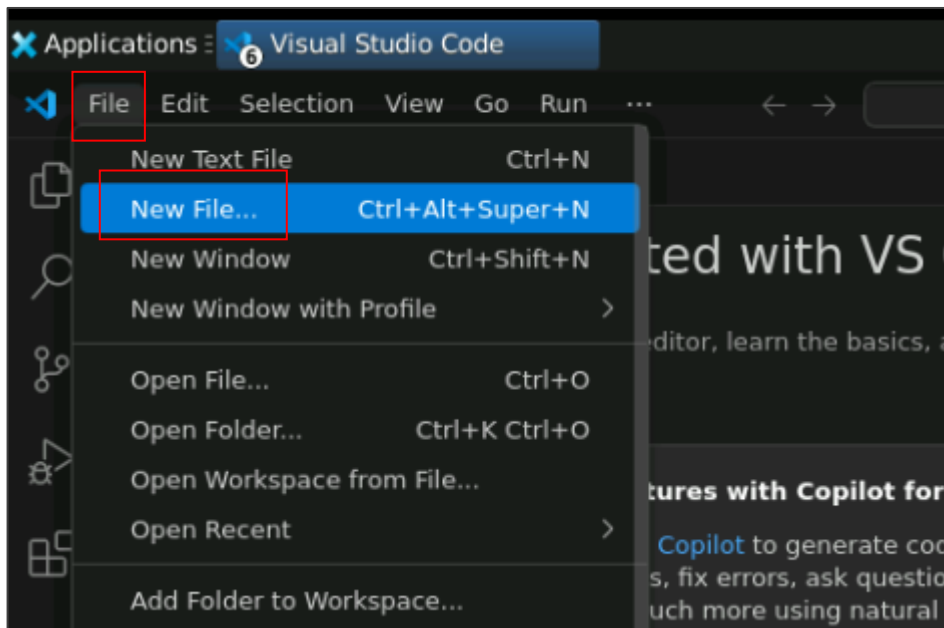 Applications Visual Studio Code
6
File Edit Selection View Go Run ...
New Text File Ctrl+N
New File... Ctrl+Alt+Super+N
New Window Ctrl+Shift+N
New Window with Profile
Open File... Ctrl+O
Open Folder... Ctrl+K Ctrl+O
Open Workspace from File...
Open Recent
Add Folder to Workspace...
ted with VS
editor, learn the basics,
tures with Copilot for
Copilot to generate
s, fix errors, ask
uch more using natural